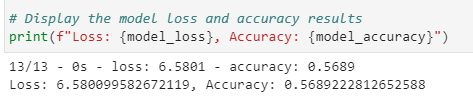 # Display the model loss and accuracy results
print(f"Loss: {model_loss}, Accuracy: {model_accuracy}")
13/13 - 0s - loss: 6.5801 - accuracy: 0.5689
Loss: 6.580099582672119, Accuracy: 0.5689222812652588